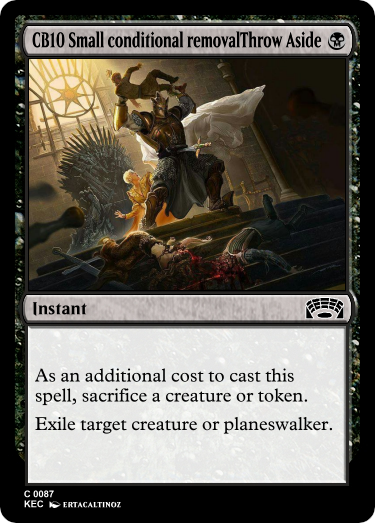 CB10 Small conditional removalThrow Aside
Instant
As an additional cost to cast this
spell, sacrifice a creature or token.
Exile target creature or planeswalker.
C 0087
KEC ERTACALTINOZ